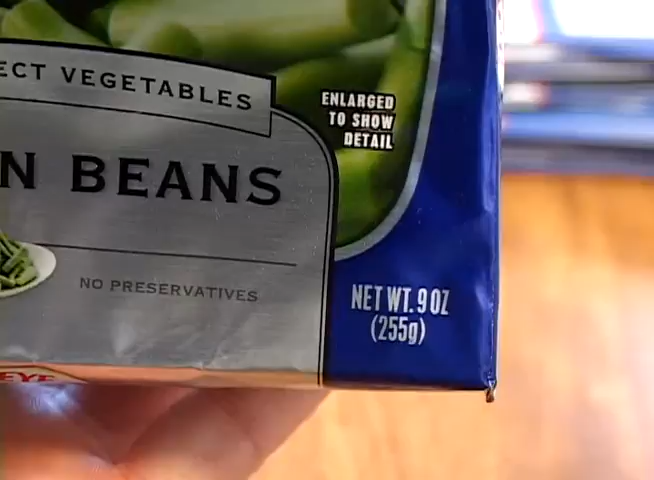 ECT VEGETABLES
ENLARGED
TO SHOW
DETAIL
N BEANS
NO PRESERVATIVES
NET WT. 9 OZ
(255g)
EYE